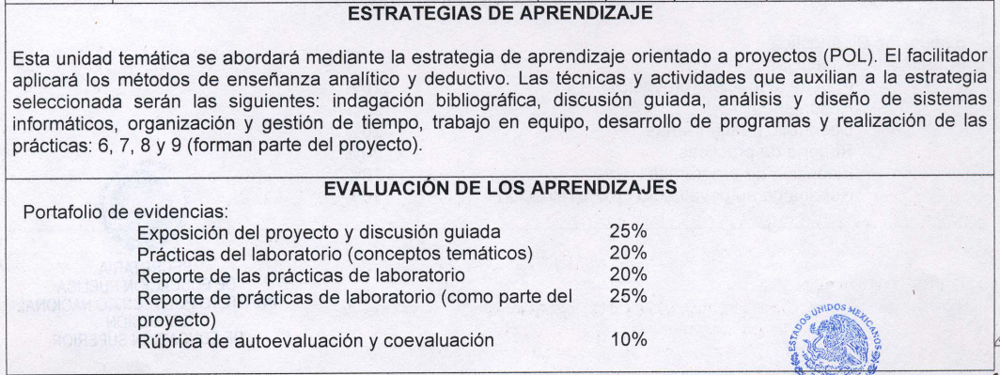 ESTRATEGIAS DE APRENDIZAJE
Esta unidad temática se abordará mediante la estrategia de aprendizaje orientado a proyectos (POL). El facilitador
aplicará los métodos de enseñanza analítico y deductivo. Las técnicas y actividades que auxilian a la estrategia
seleccionada serán las siguientes: indagación bibliográfica, discusión guiada, análisis y diseño de sistemas
informáticos, organización y gestión de tiempo, trabajo en equipo, desarrollo de programas y realización de las
prácticas: 6, 7, 8 y 9 (forman parte del proyecto).
EVALUACIÓN DE LOS APRENDIZAJES
Portafolio de evidencias:
Exposición del proyecto y discusión guiada 25%
Prácticas del laboratorio (conceptos temáticos) 20%
Reporte de las prácticas de laboratorio 20%
Reporte de prácticas de laboratorio (como parte del 25%
proyecto)
Rúbrica de autoevaluación y coevaluación 10%
ESTADOS UNIDOS MEXICANOS